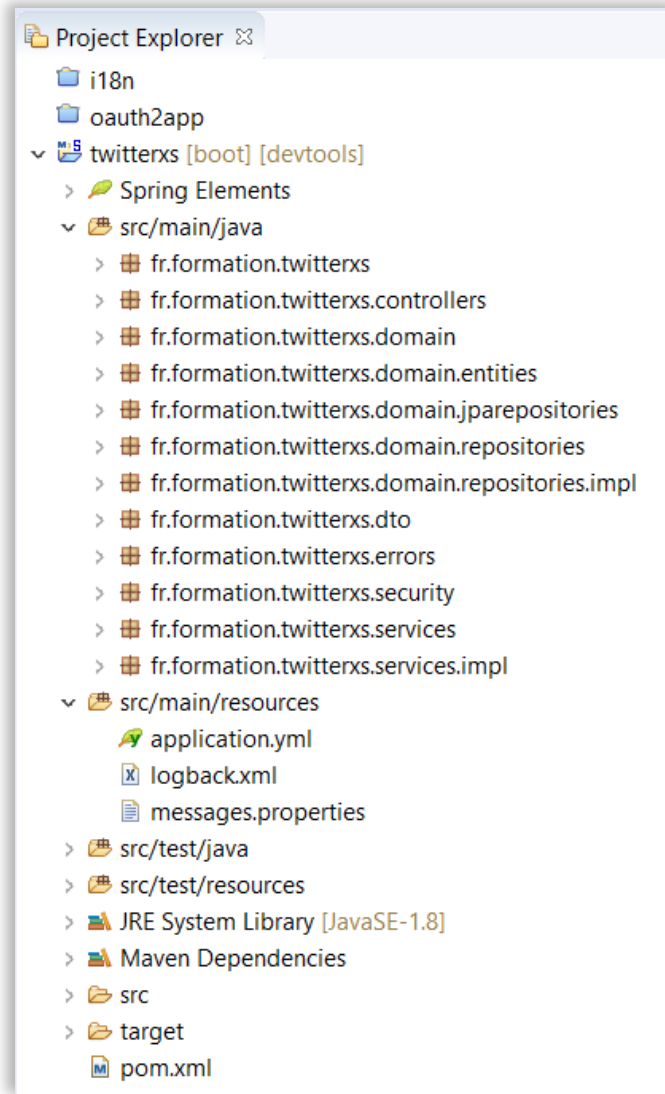 Project Explorer
i18n
oauth2app
twitterxs [boot] [devtools]
Spring Elements
src/main/java
fr.formation.twitterxs
fr.formation.twitterxs.controllers
fr.formation.twitterxs.domain
fr.formation.twitterxs.domain.entities
fr.formation.twitterxs.domain.jparepositories
fr.formation.twitterxs.domain.repositories
fr.formation.twitterxs.domain.repositories.impl
fr.formation.twitterxs.dto
fr.formation.twitterxs.errors
fr.formation.twitterxs.security
fr.formation.twitterxs.services
fr.formation.twitterxs.services.impl
src/main/resources
application.yml
logback.xml
messages.properties
src/test/java
src/test/resources
JRE System Library [JavaSE-1.8]
Maven Dependencies
src
target
pom.xml